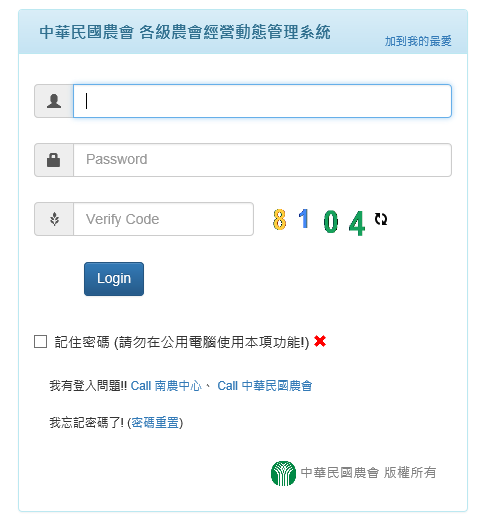 中華民國農會 各級農會經營動態管理系統
加到我的最愛
Password
Verify Code
8104
Login
記住密碼 (請勿在公用電腦使用本項功能!)
我有登入問題!! Call 南農中心、 Call 中華民國農會
我忘記密碼了! (密碼重置)
中華民國農會 版權所有